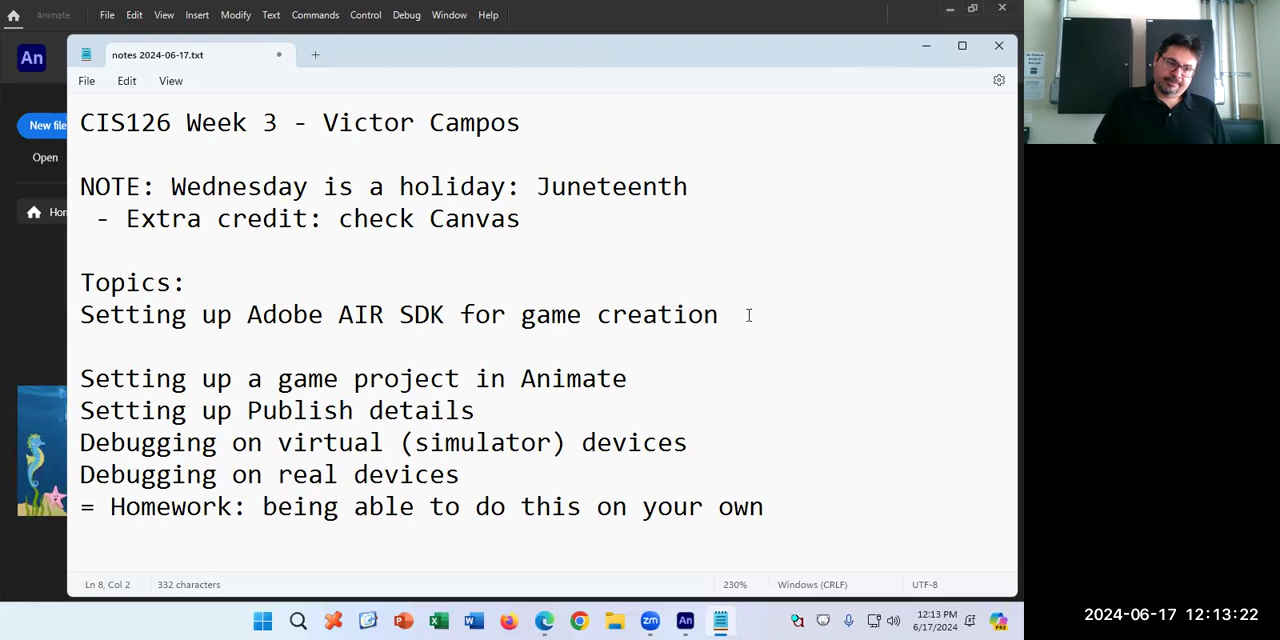 Animate
File Edit View Insert Modify Text Commands Control Debug Window Help
An
notes 2024-06-17.txt
File Edit View
New file
Open
CIS126 Week 3 - Victor Campos
NOTE: Wednesday is a holiday: Juneteenth
- Extra credit: check Canvas
Topics:
Setting up Adobe AIR SDK for game creation
Setting up a game project in Animate
Setting up Publish details
Debugging on virtual (simulator) devices
Debugging on real devices
= Homework: being able to do this on your own
Ln 8, Col 2 332 characters 230% Windows (CRLF) UTF-8
12:13 PM
6/17/2024
2024-06-17 12:13:22